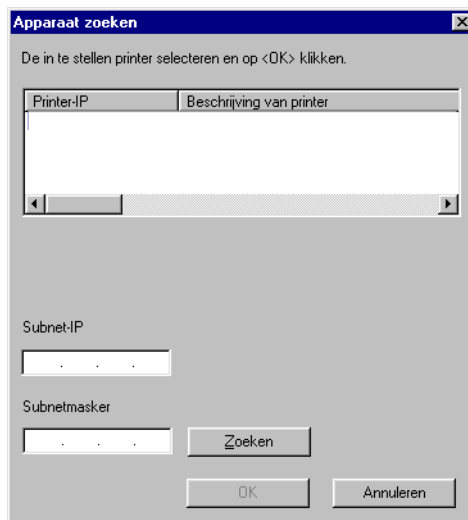 Apparaat zoeken
De in te stellen printer selecteren en op <OK> klikken.
Printer-IP Beschrijving van printer
Subnet-IP
. . .
Subnetmasker
. . . Zoeken
OK Annuleren